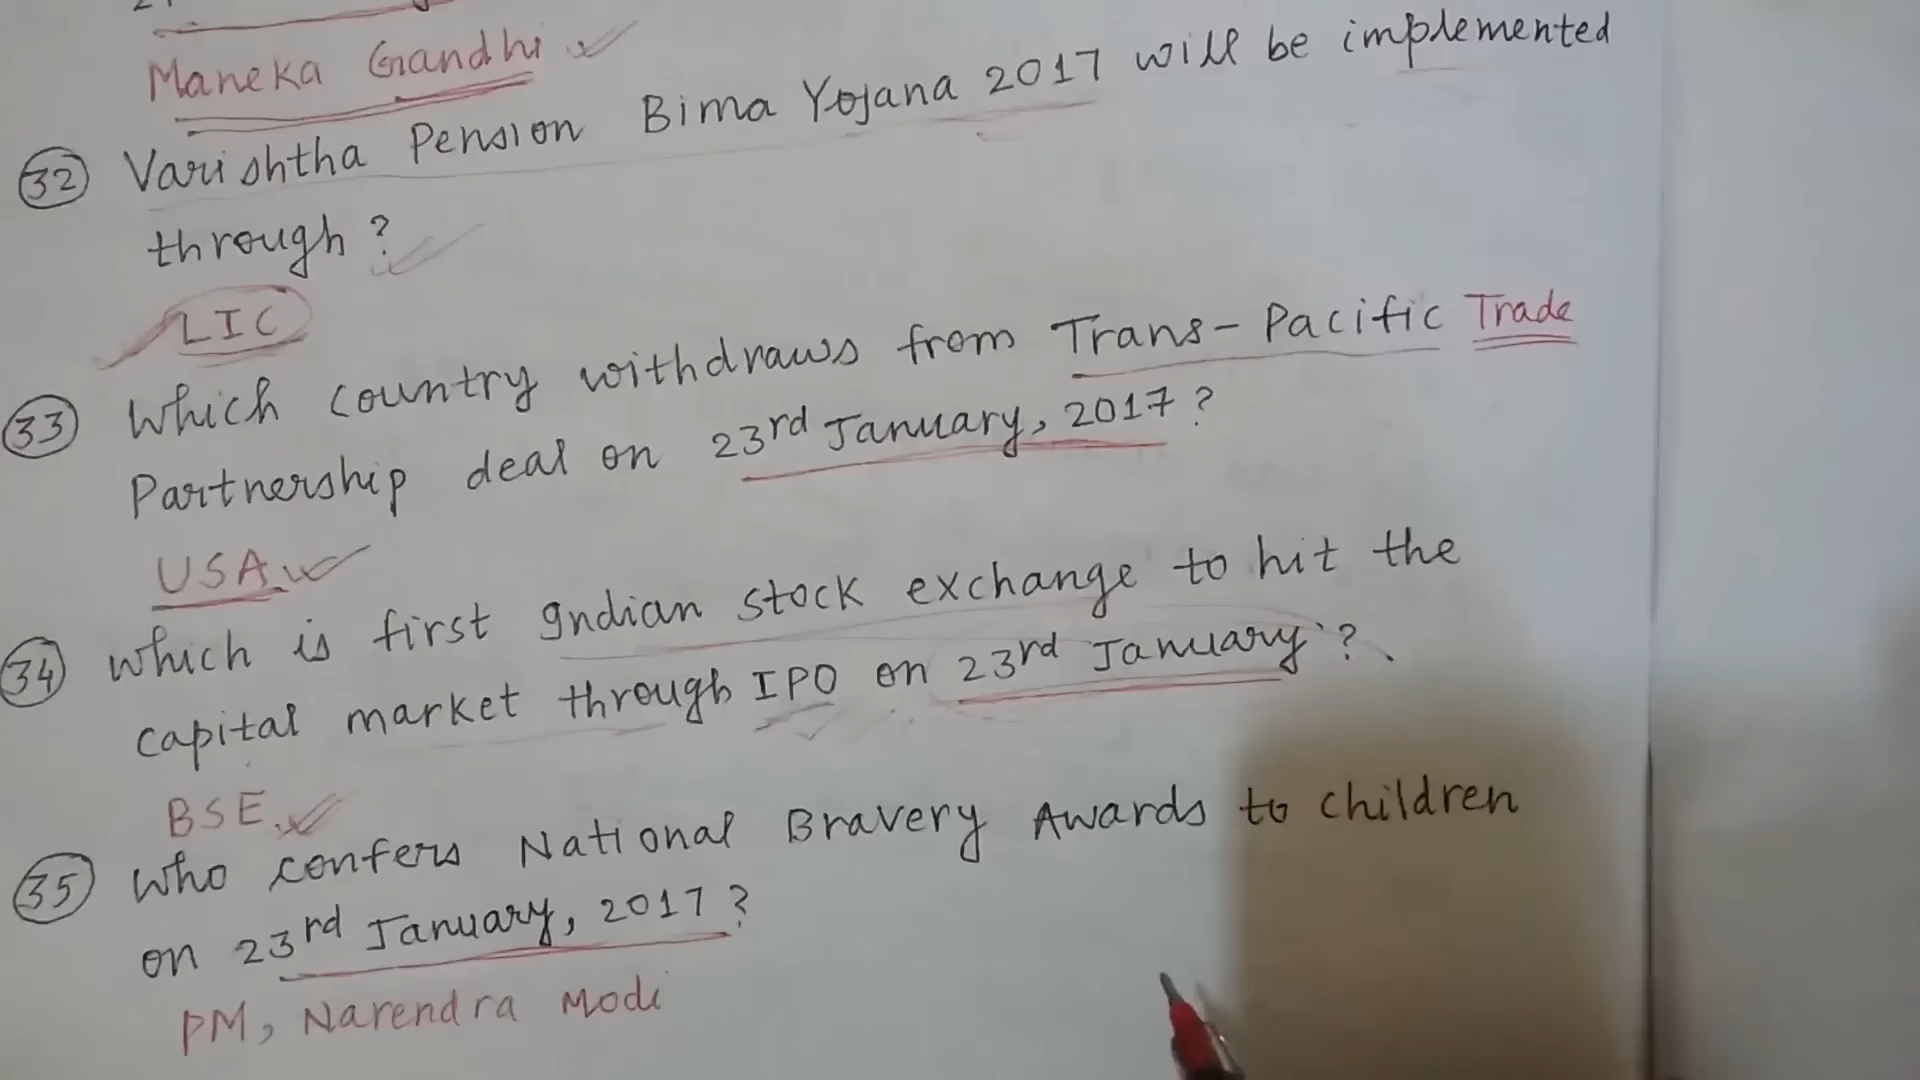 Maneka Gandhi
32 Varishtha Pension Bima Yojana 2017 will be implemented
through?
LIC
33 Which country withdraws from Trans-Pacific Trade
Partnership deal on 23rd January, 2017?
USA
34 Which is first Indian stock exchange to hit the
capital market through IPO on 23rd January?
BSE
35 Who confers National Bravery Awards to children
on 23rd January, 2017?
PM, Narendra Modi